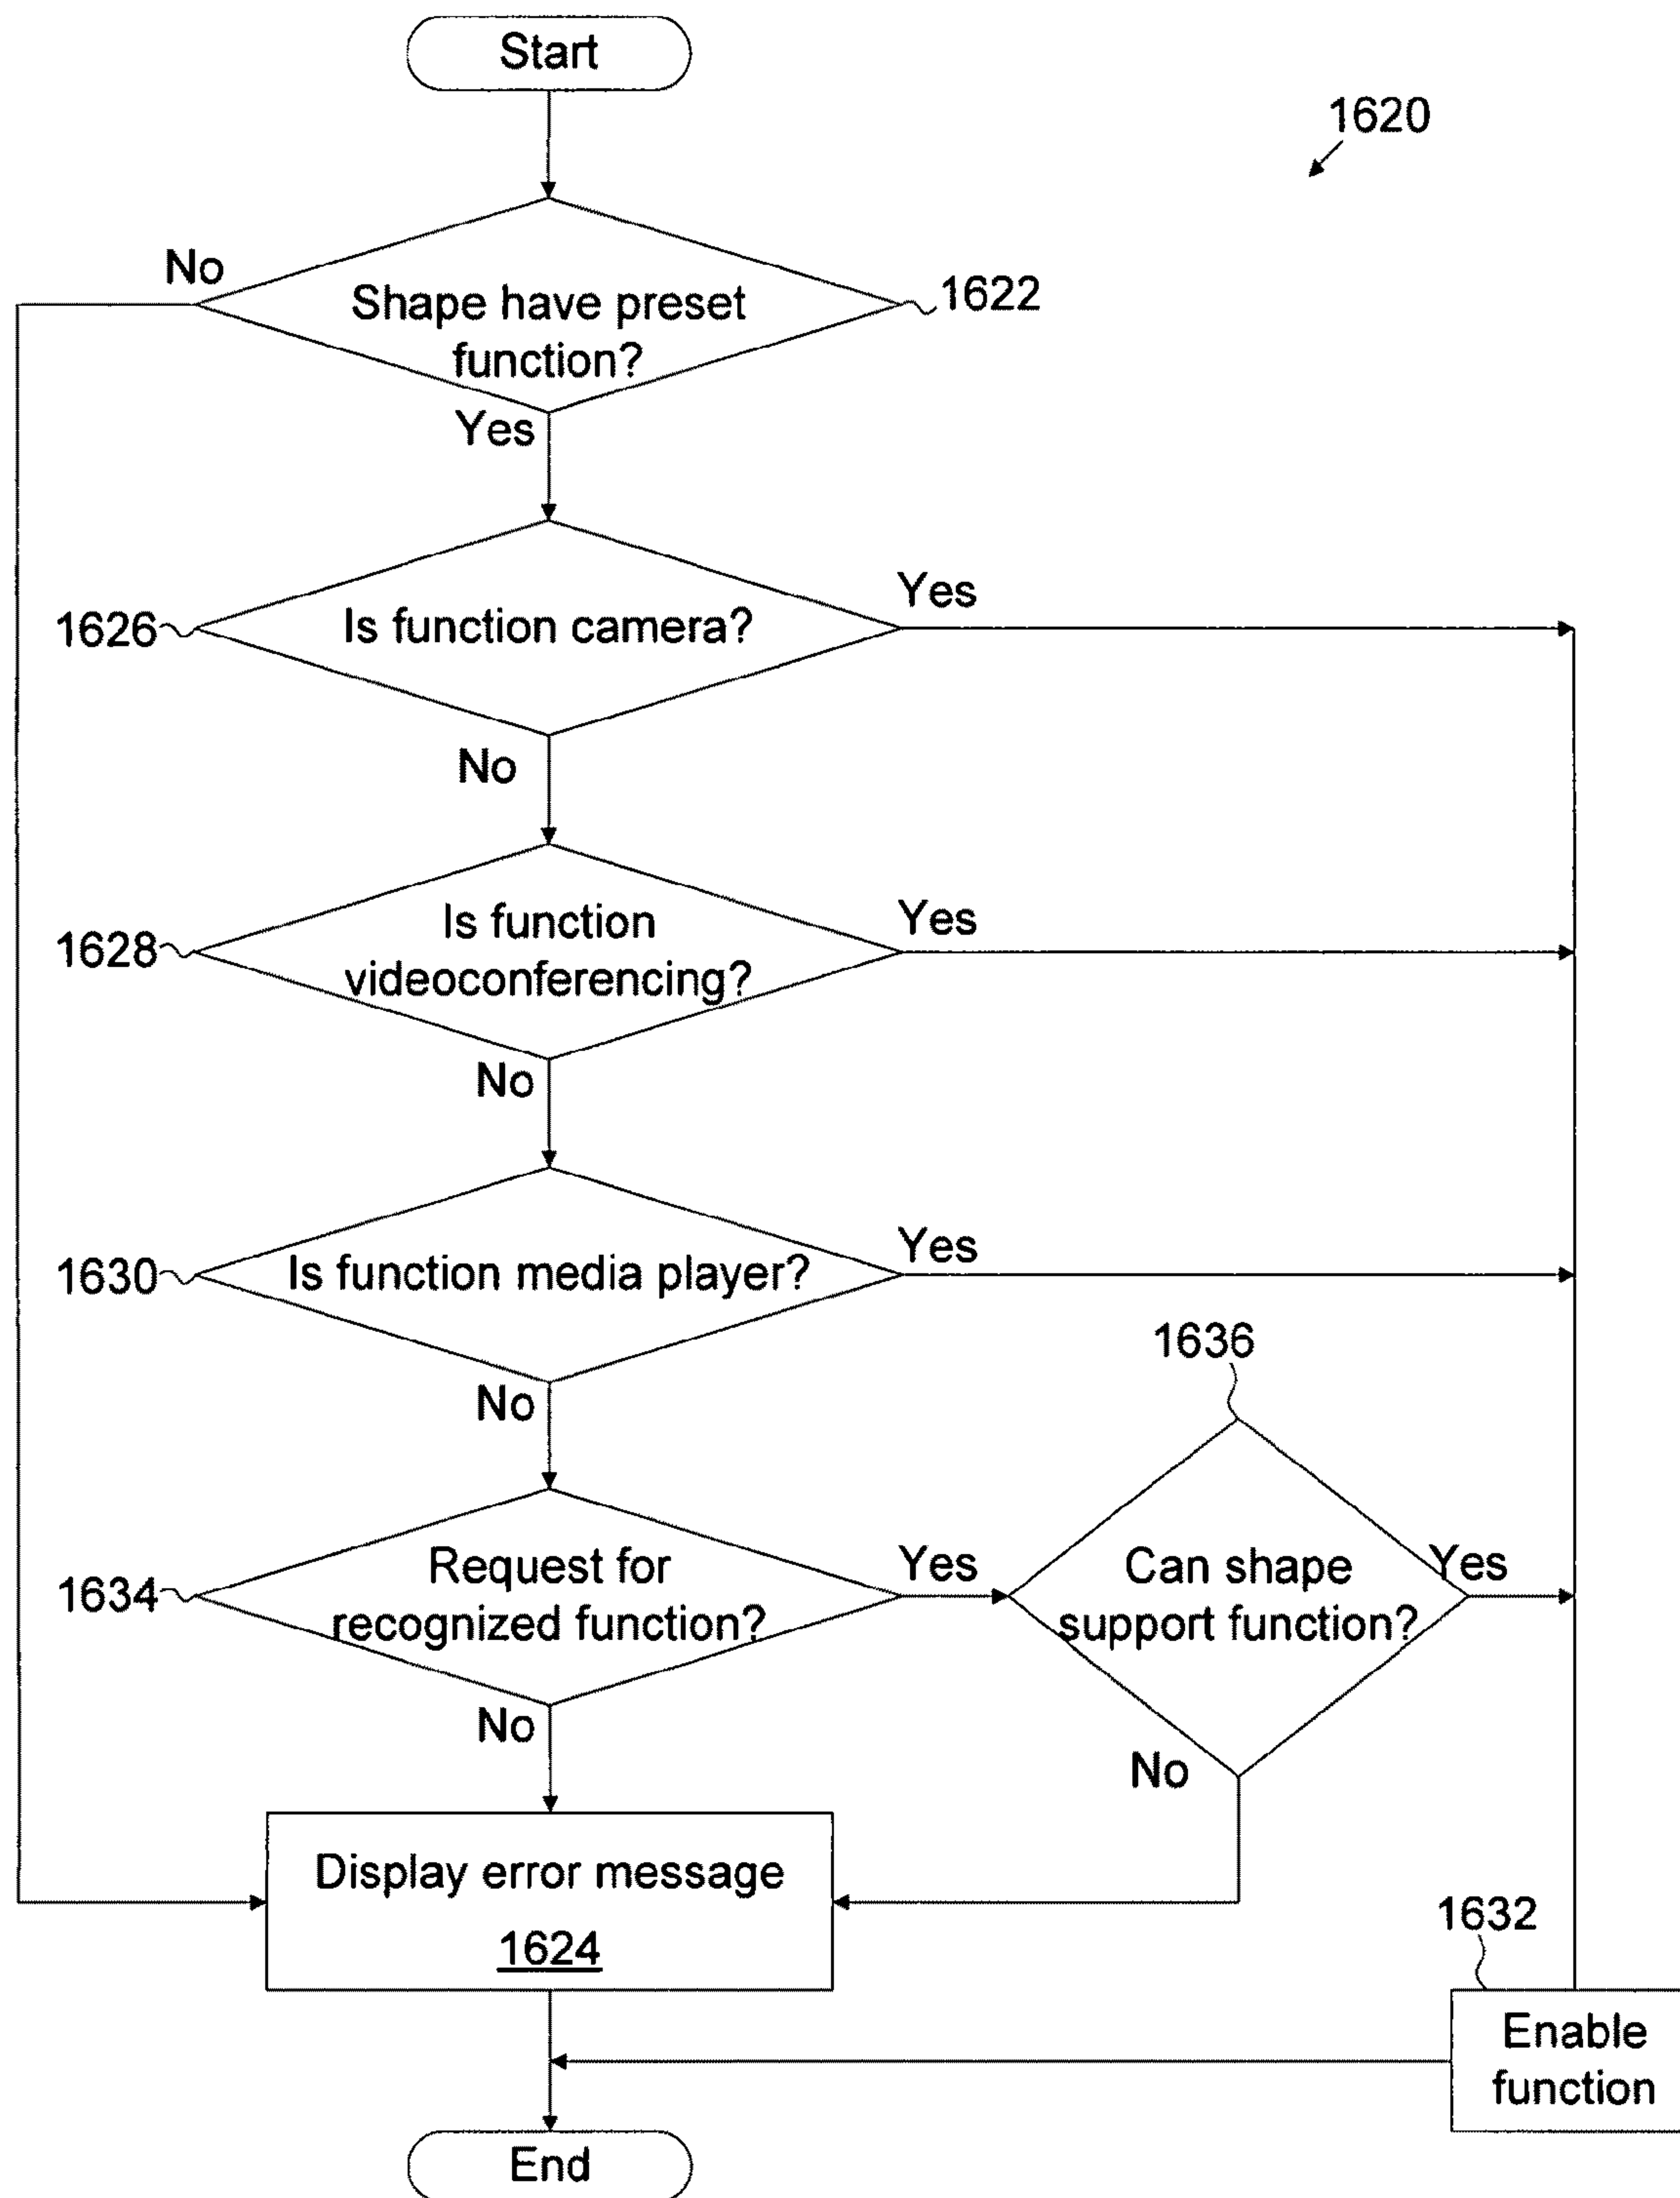 Start
1620
No
Shape have preset
function?
1622
Yes
1626
Is function camera?
Yes
No
1628
Is function
videoconferencing?
Yes
No
1630
Is function media player?
Yes
No
1636
1634
Request for
recognized function?
Yes
Can shape
support function?
Yes
No
No
Display error message
1624
1632
Enable
function
End